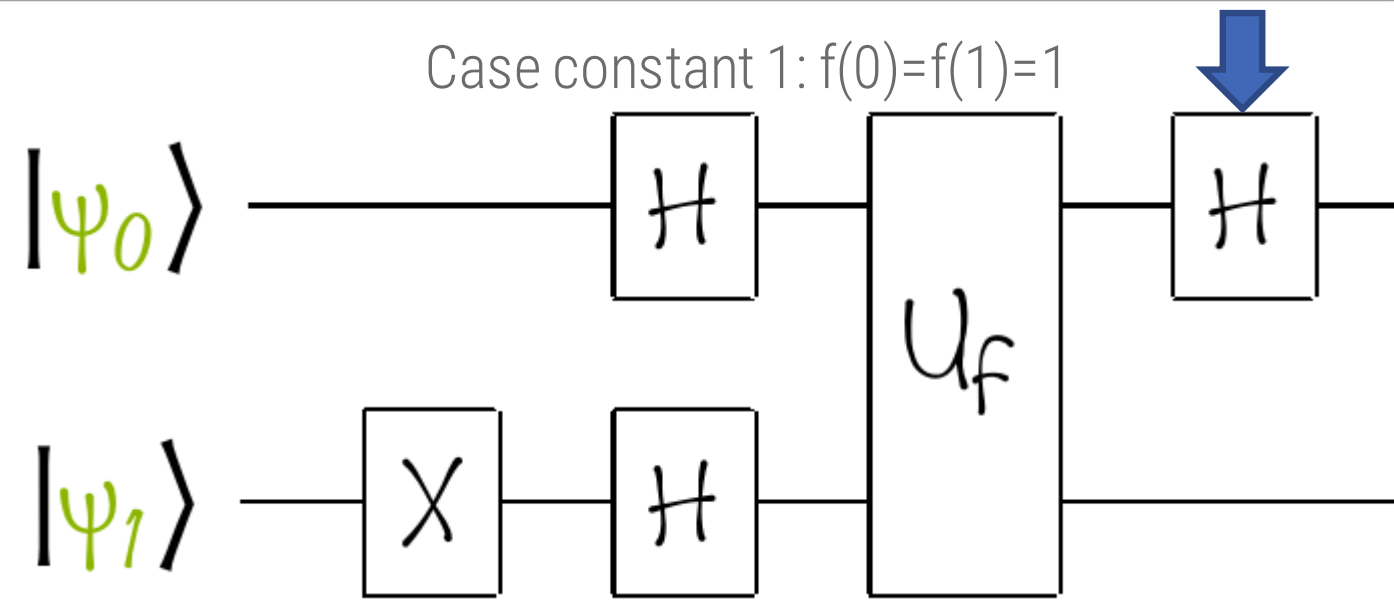 Case constant 1: f(0)=f(1)=1
|ψ0⟩ H H
Uf
|ψ1⟩ X H